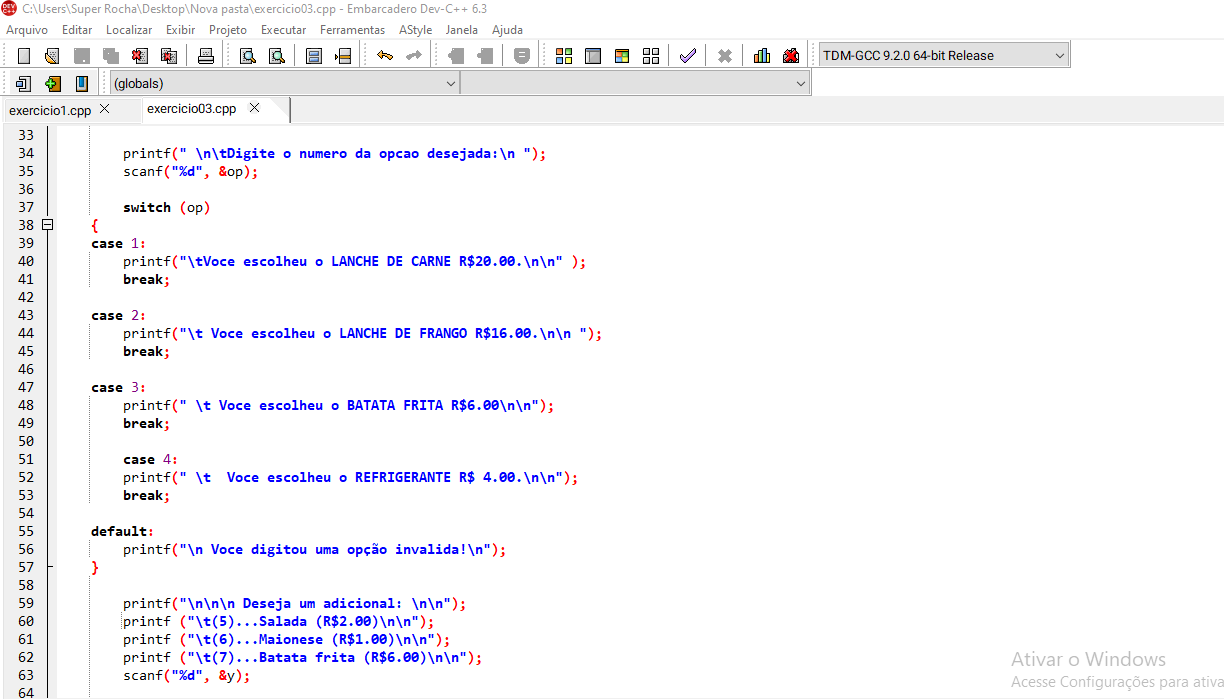 C:\Users\Super Rocha\Desktop\Nova pasta\exercicio03.cpp - Embarcadero Dev-C++ 6.3
Arquivo Editar Localizar Exibir Projeto Executar Ferramentas AStyle Janela Ajuda
TDM-GCC 9.2.0 64-bit Release
(globals)
exercicio1.cpp exercicio03.cpp
33
34 printf(" \n\tDigite o numero da opcao desejada:\n ");
35 scanf("%d", &op);
36
37 switch (op)
38 {
39 case 1:
40 printf("\tVoce escolheu o LANCHE DE CARNE R$20.00.\n\n" );
41 break;
42
43 case 2:
44 printf("\t Voce escolheu o LANCHE DE FRANGO R$16.00.\n\n ");
45 break;
46
47 case 3:
48 printf(" \t Voce escolheu o BATATA FRITA R$6.00\n\n");
49 break;
50
51 case 4:
52 printf(" \t  Voce escolheu o REFRIGERANTE R$ 4.00.\n\n");
53 break;
54
55 default:
56 printf("\n Voce digitou uma opção invalida!\n");
57 }
58
59 printf("\n\n\n Deseja um adicional: \n\n");
60 printf ("\t(5)...Salada (R$2.00)\n\n");
61 printf ("\t(6)...Maionese (R$1.00)\n\n");
62 printf ("\t(7)...Batata frita (R$6.00)\n\n");
63 scanf("%d", &y);
64
Ativar o Windows
Acesse Configurações para ativa